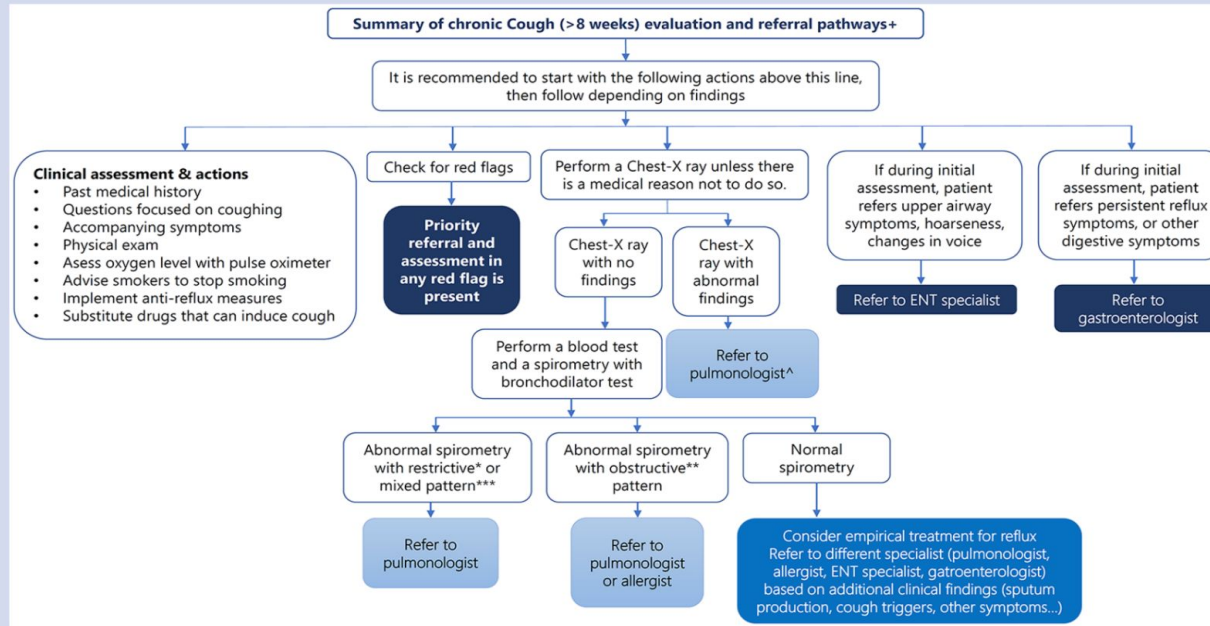 Summary of chronic Cough (>8 weeks) evaluation and referral pathways+
It is recommended to start with the following actions above this line,
then follow depending on findings
Clinical assessment & actions
• Past medical history
• Questions focused on coughing
• Accompanying symptoms
• Physical exam
• Asess oxygen level with pulse oximeter
• Advise smokers to stop smoking
• Implement anti-reflux measures
• Substitute drugs that can induce cough
Check for red flags
Priority
referral and
assessment in
any red flag is
present
Perform a Chest-X ray unless there
is a medical reason not to do so.
Chest-X ray
with no
findings
Chest-X
ray with
abnormal
findings
If during initial
assessment, patient
refers upper airway
symptoms, hoarseness,
changes in voice
Refer to ENT specialist
If during initial
assessment, patient
refers persistent reflux
symptoms, or other
digestive symptoms
Refer to
gastroenterologist
Perform a blood test
and a spirometry with
bronchodilator test
Refer to
pulmonologist^
Abnormal spirometry
with restrictive* or
mixed pattern***
Abnormal spirometry
with obstructive**
pattern
Normal
spirometry
Refer to
pulmonologist
Refer to
pulmonologist
or allergist
Consider empirical treatment for reflux
Refer to different specialist (pulmonologist,
allergist, ENT specialist, gatroenterologist)
based on additional clinical findings (sputum
production, cough triggers, other symptoms...)